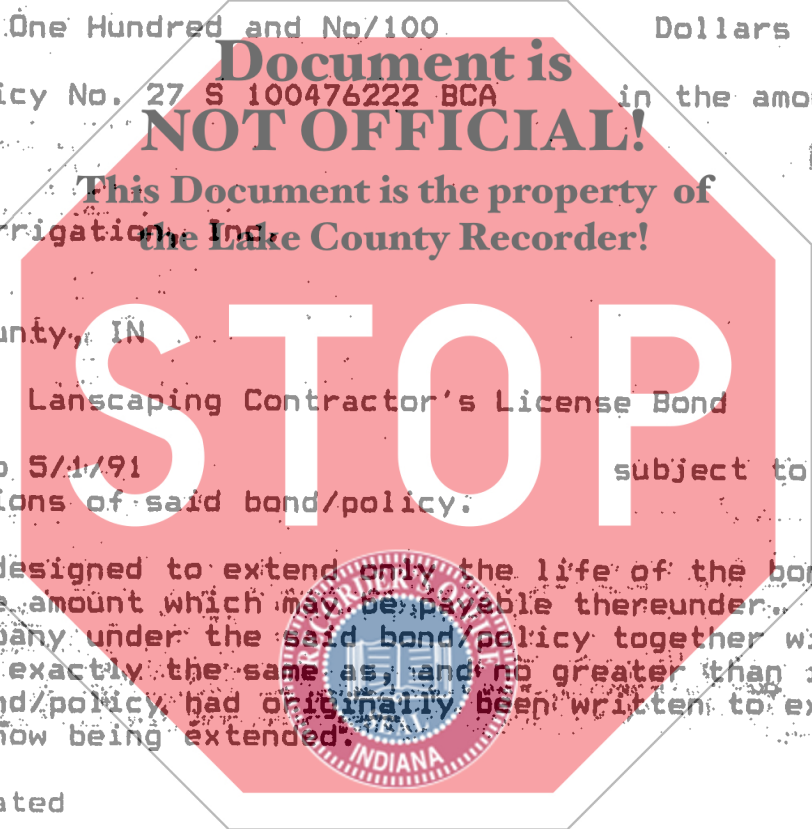 One Hundred and No/100 Dollars
Document is
icy No. 27 S 100476222 BCA in the amo
NOT OFFICIAL!
This Document is the property of
rrigation, Inc.
the Lake County Recorder!
STOP
unty, IN
Lanscaping Contractor's License Bond
o 5/1/91 subject to
ions of said bond/policy.
designed to extend only the life of the bon
e amount which may be payable thereunder.
pany under the said bond/policy together wi
exactly the same as, and no greater than i
nd/policy had originally been written to ex
now being extended.
RECORDER'S OFFICE
SEAL
INDIANA
ated